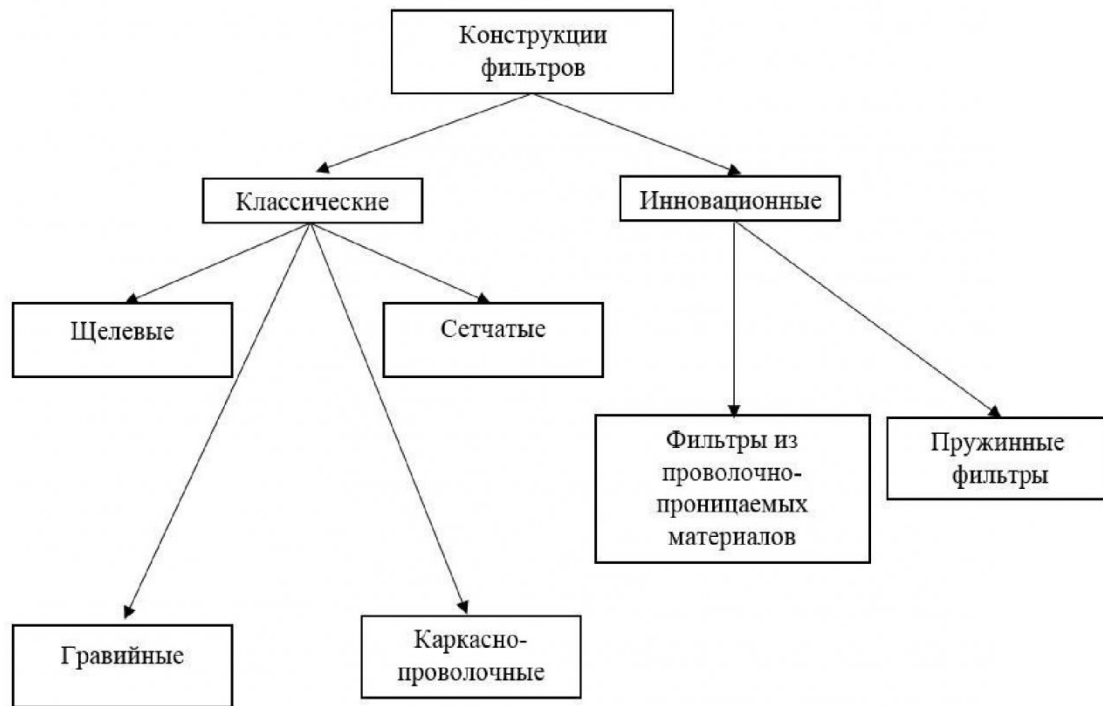 Конструкции
фильтров
Классические
Инновационные
Щелевые
Сетчатые
Фильтры из
проволочно-
проницаемых
материалов
Пружинные
фильтры
Гравийные
Каркасно-
проволочные